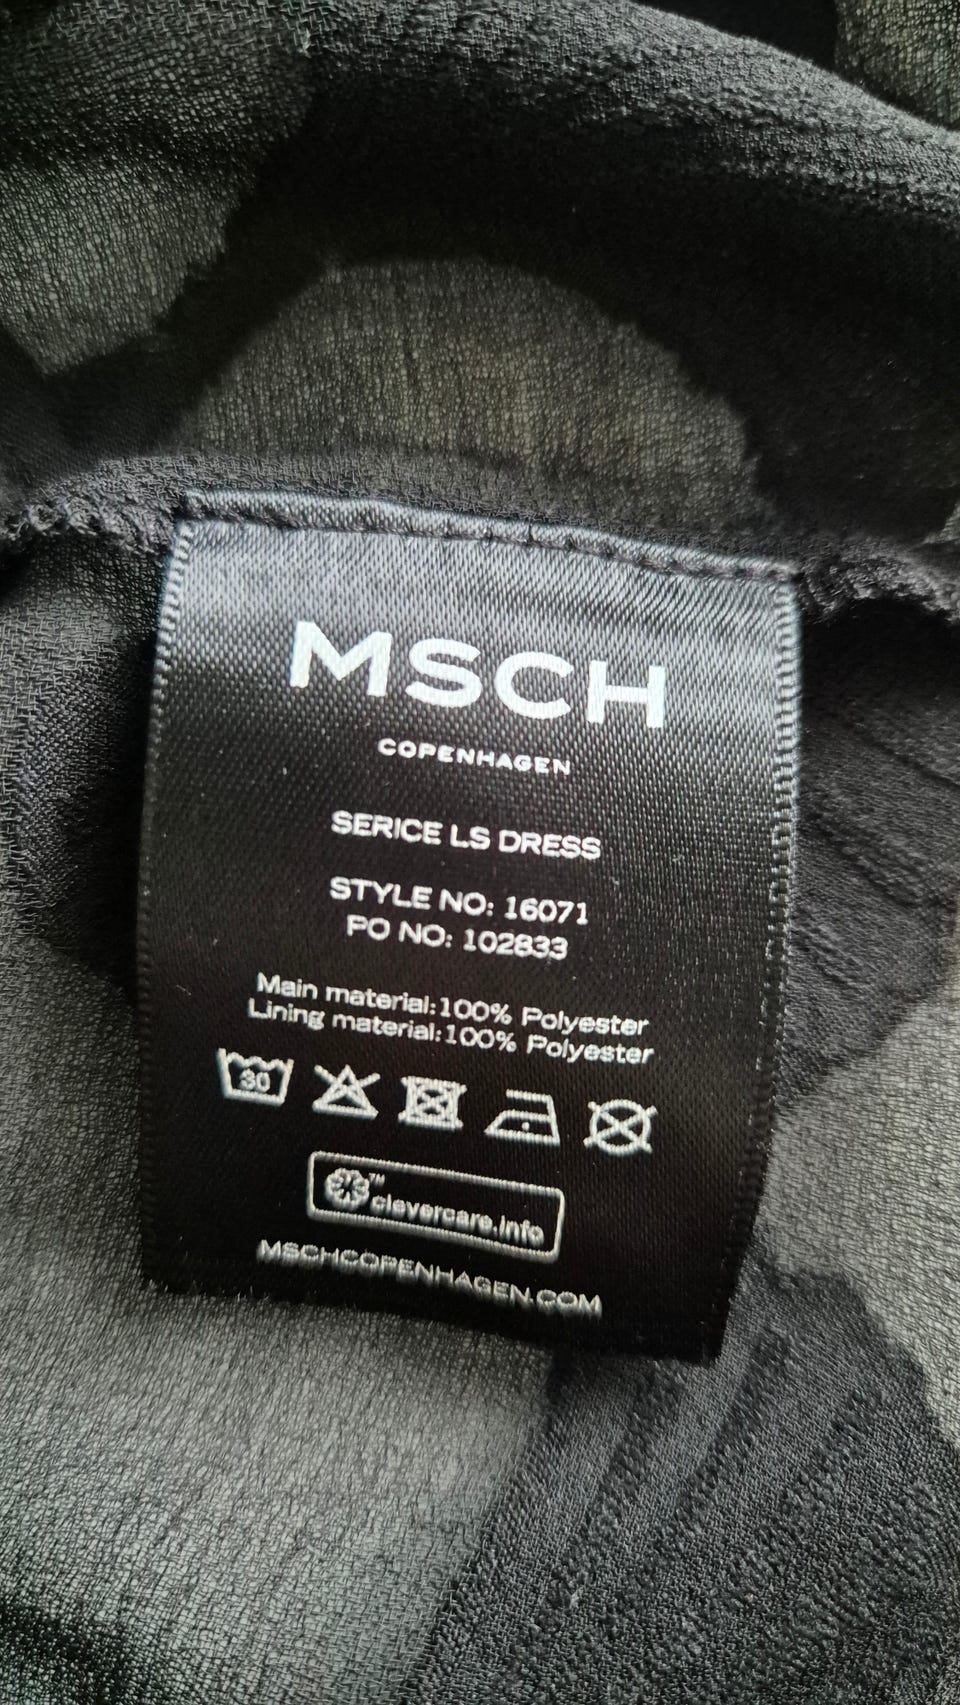 MSCH
COPENHAGEN
SERICE LS DRESS
STYLE NO: 16071
PO NO: 102833
Main material:100% Polyester
Lining material:100% Polyester
30
™
clevercare.info
MSCHCOPENHAGEN.COM